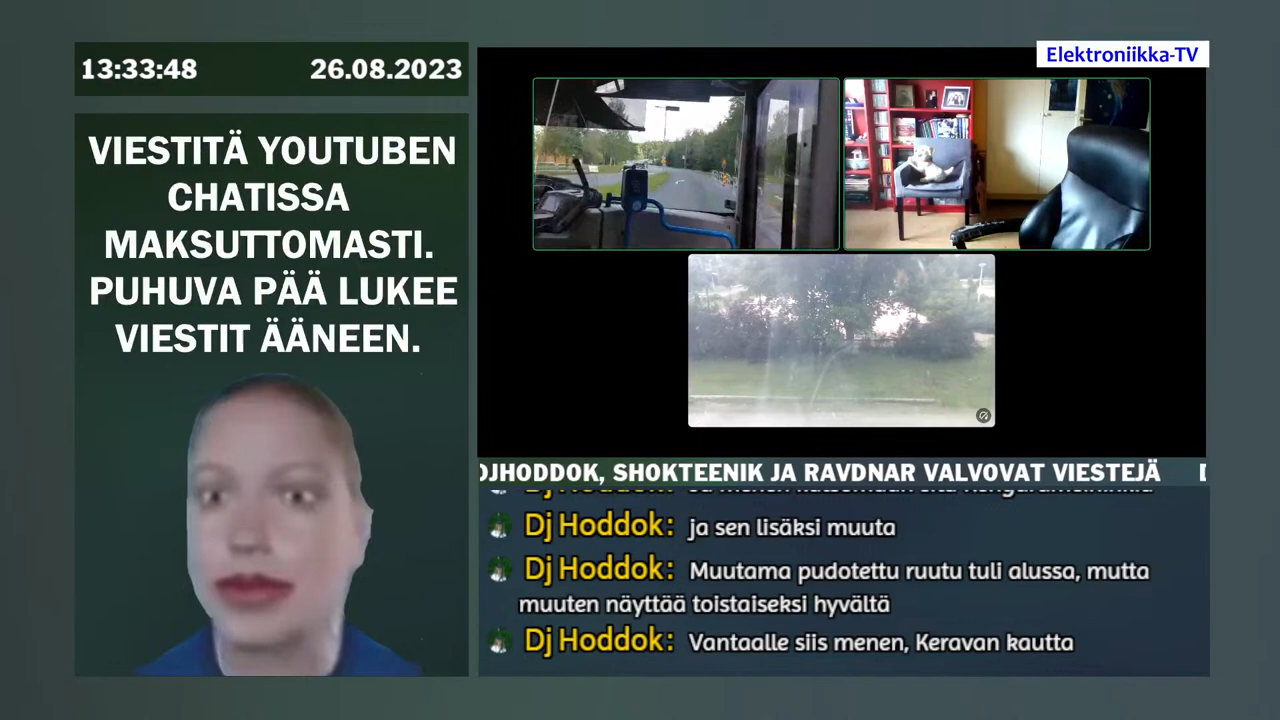 13:33:48 26.08.2023
Elektroniikka-TV
VIESTITÄ YOUTUBEN
CHATISSA
MAKSUTTOMASTI.
PUHUVA PÄÄ LUKEE
VIESTIT ÄÄNEEN.
DJHODDOK, SHOKTEENIK JA RAVDNAR VALVOVAT VIESTEJÄ
Dj Hoddok:
Dj Hoddok: ja sen lisäksi muuta
Dj Hoddok: Muutama pudotettu ruutu tuli alussa, mutta
muuten näyttää toistaiseksi hyvältä
Dj Hoddok: Vantaalle siis menen, Keravan kautta